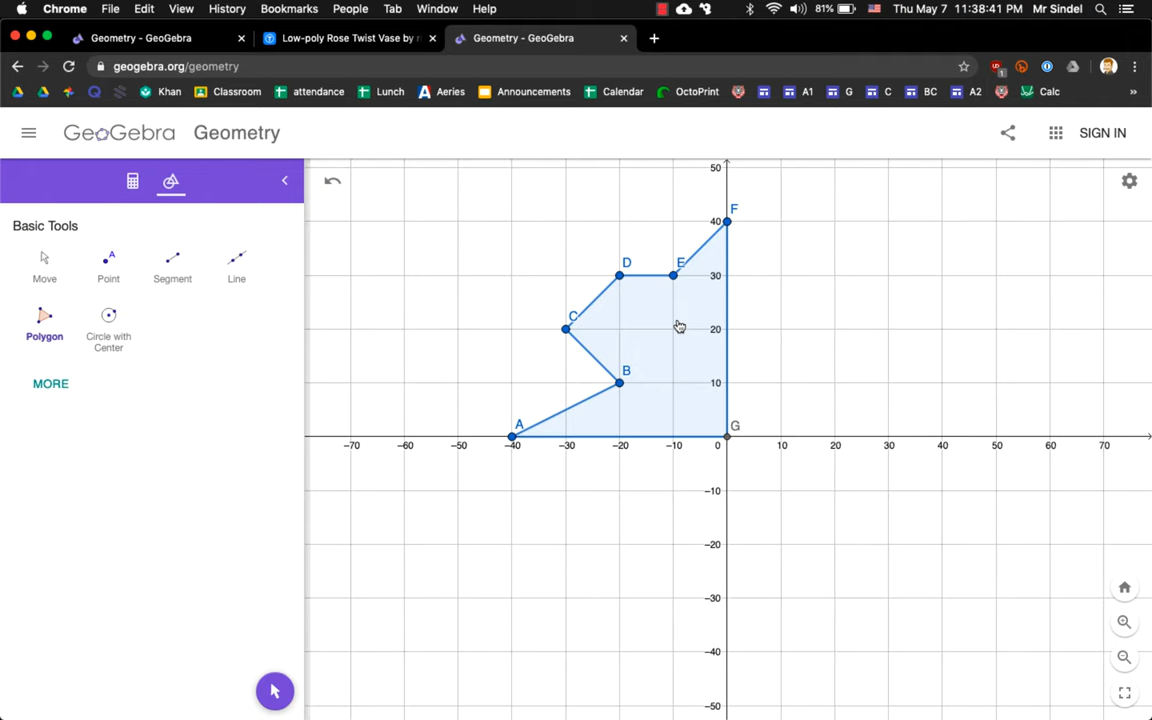 Chrome File Edit View History Bookmarks People Tab Window Help 81% Thu May 7 11:38:41 PM Mr Sindel
Geometry - GeoGebra Low-poly Rose Twist Vase by Geometry - GeoGebra
geogebra.org/geometry
Khan Classroom attendance Lunch Aeries Announcements Calendar OctoPrint A1 G C BC A2 Calc
GeoGebra Geometry SIGN IN
Basic Tools
Move Point Segment Line
Polygon Circle with Center
MORE
50
F
40
D E
30
C
20
B
10
A G
-70 -60 -50 -40 -30 -20 -10 0 10 20 30 40 50 60 70
-10
-20
-30
-40
-50